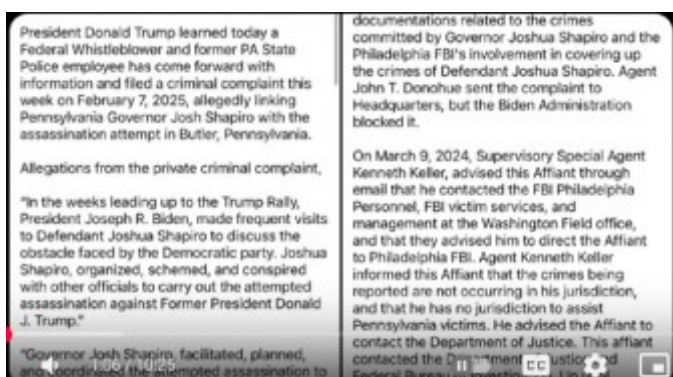 President Donald Trump learned today a
Federal Whistleblower and former PA State
Police employee has come forward with
information and filed a criminal complaint this
week on February 7, 2025, allegedly linking
Pennsylvania Governor Josh Shapiro with the
assassination attempt in Butler, Pennsylvania.
Allegations from the private criminal complaint,
"In the weeks leading up to the Trump Rally,
President Joseph R. Biden, made frequent visits
to Defendant Joshua Shapiro to discuss the
obstacle faced by the Democratic party. Joshua
Shapiro, organized, schemed, and conspired
with other officials to carry out the attempted
assassination against Former President Donald
J. Trump."
"Governor Josh Shapiro, facilitated, planned,
and coordinated the attempted assassination to
documentations related to the crimes
committed by Governor Joshua Shapiro and the
Philadelphia FBI's involvement in covering up
the crimes of Defendant Joshua Shapiro. Agent
John T. Donohue sent the complaint to
Headquarters, but the Biden Administration
blocked it.
On March 9, 2024, Supervisory Special Agent
Kenneth Keller, advised this Affiant through
email that he contacted the FBI Philadelphia
Personnel, FBI victim services, and
management at the Washington Field office,
and that they advised him to direct the Affiant
to Philadelphia FBI. Agent Kenneth Keller
informed this Affiant that the crimes being
reported are not occurring in his jurisdiction,
and that he has no jurisdiction to assist
Pennsylvania victims. He advised the Affiant to
contact the Department of Justice. This affiant
contacted the
Federal Bureau
CC